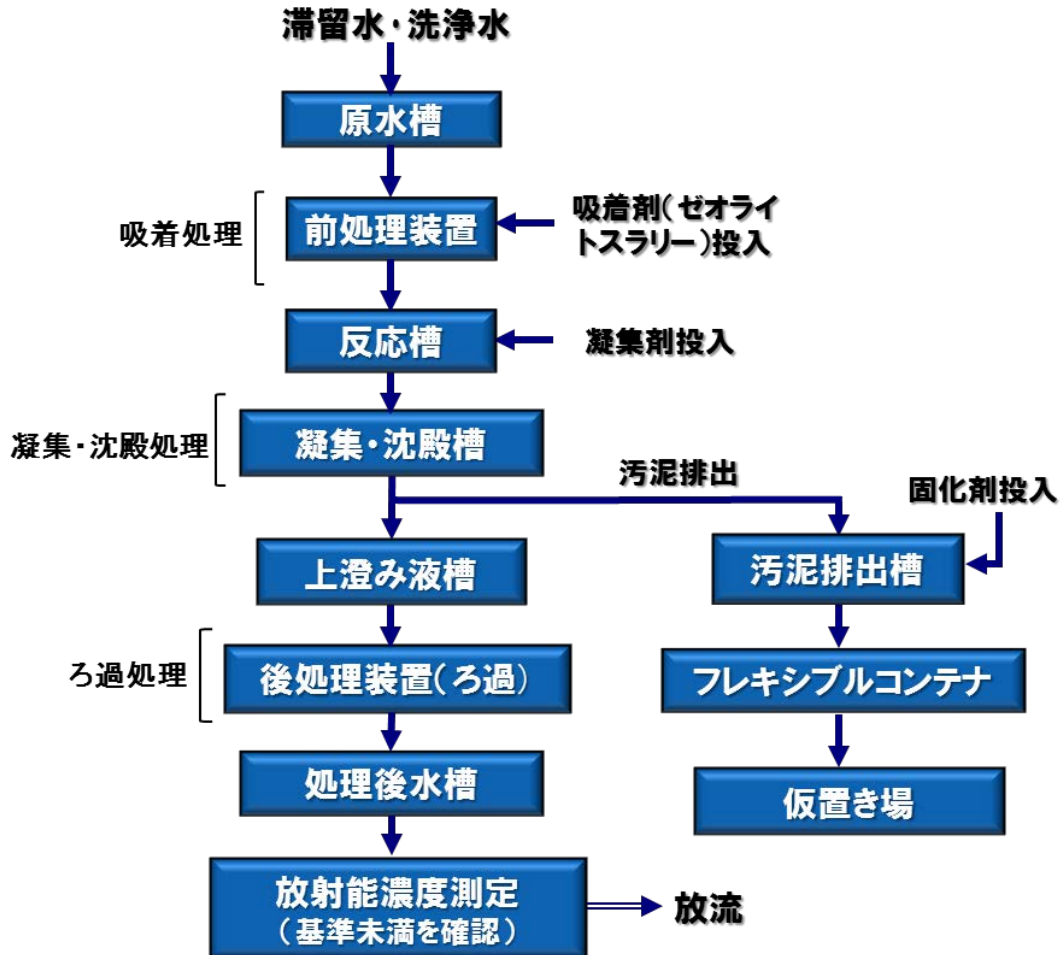 滞留水・洗浄水
原水槽
吸着処理
前処理装置
吸着剤（ゼオライ
トスラリー）投入
反応槽
凝集剤投入
凝集・沈殿処理
凝集・沈殿槽
汚泥排出
固化剤投入
上澄み液槽
汚泥排出槽
ろ過処理
後処理装置（ろ過）
フレキシブルコンテナ
処理後水槽
仮置き場
放射能濃度測定
（基準未満を確認）
放流